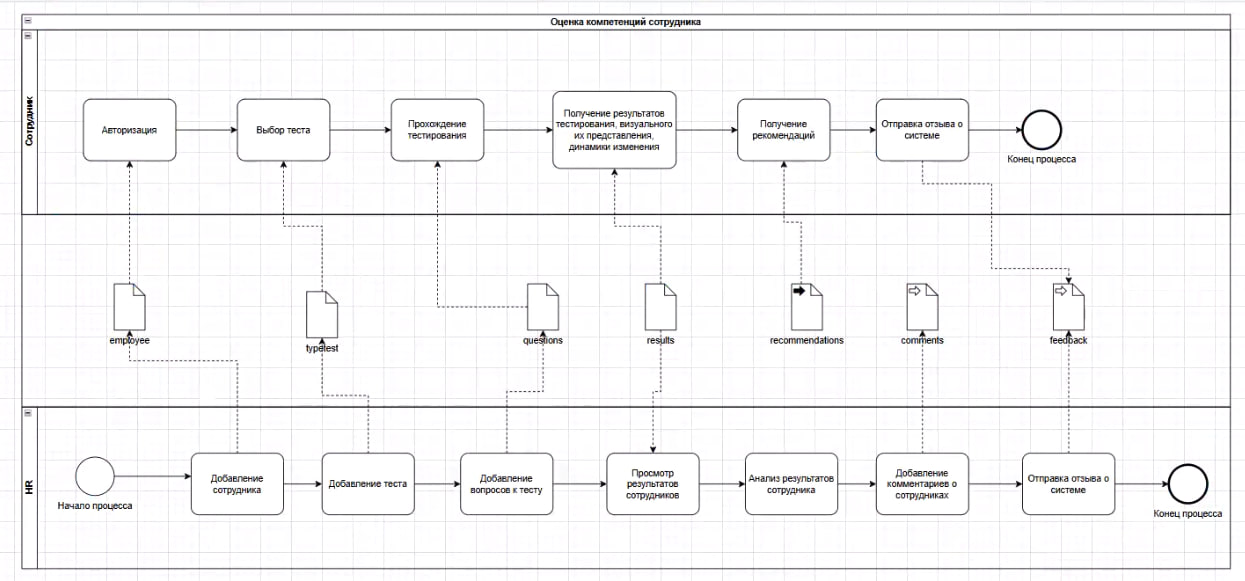 Оценка компетенций сотрудника
Сотрудник
Авторизация
Выбор теста
Прохождение
тестирования
Получение результатов
тестирования, визуального
их представления,
динамики изменения
Получение
рекомендаций
Отправка отзыва о
системе
Конец процесса
employee
typetest
questions
results
recommendations
comments
feedback
HR
Начало процесса
Добавление
сотрудника
Добавление теста
Добавление
вопросов к тесту
Просмотр
результатов
сотрудников
Анализ результатов
сотрудника
Добавление
комментариев о
сотрудниках
Отправка отзыва о
системе
Конец процесса